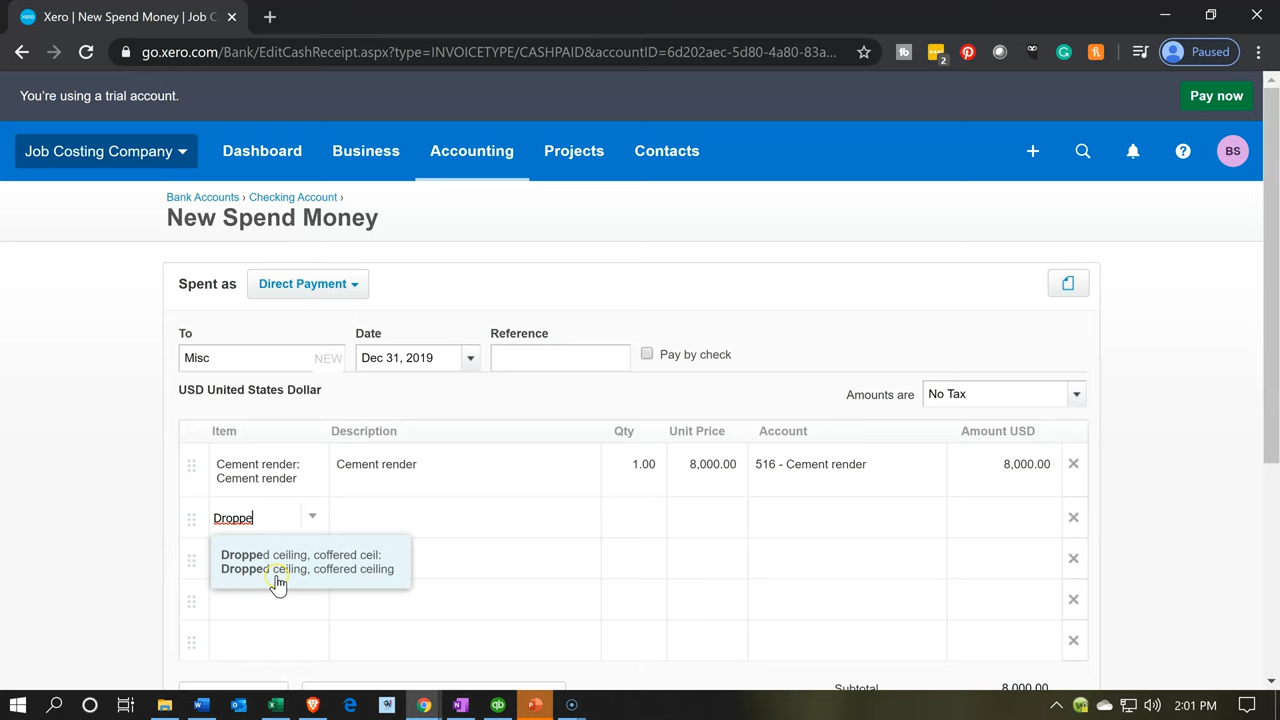 Xero | New Spend Money | Job C
go.xero.com/Bank/EditCashReceipt.aspx?type=INVOICETYPE/CASHPAID&accountID=6d202aec-5d80-4a80-83a...
2
Paused
You're using a trial account.
Pay now
Job Costing Company
Dashboard
Business
Accounting
Projects
Contacts
BS
Bank Accounts › Checking Account ›
New Spend Money
Spent as
Direct Payment
To
Date
Reference
Misc
NEW
Dec 31, 2019
Pay by check
USD United States Dollar
Amounts are
No Tax
Item
Description
Qty
Unit Price
Account
Amount USD
Cement render:
Cement render
Cement render
1.00
8,000.00
516 - Cement render
8,000.00
Droppe
Dropped ceiling, coffered ceil:
Dropped ceiling, coffered ceiling
Subtotal
8,000.00
2:01 PM